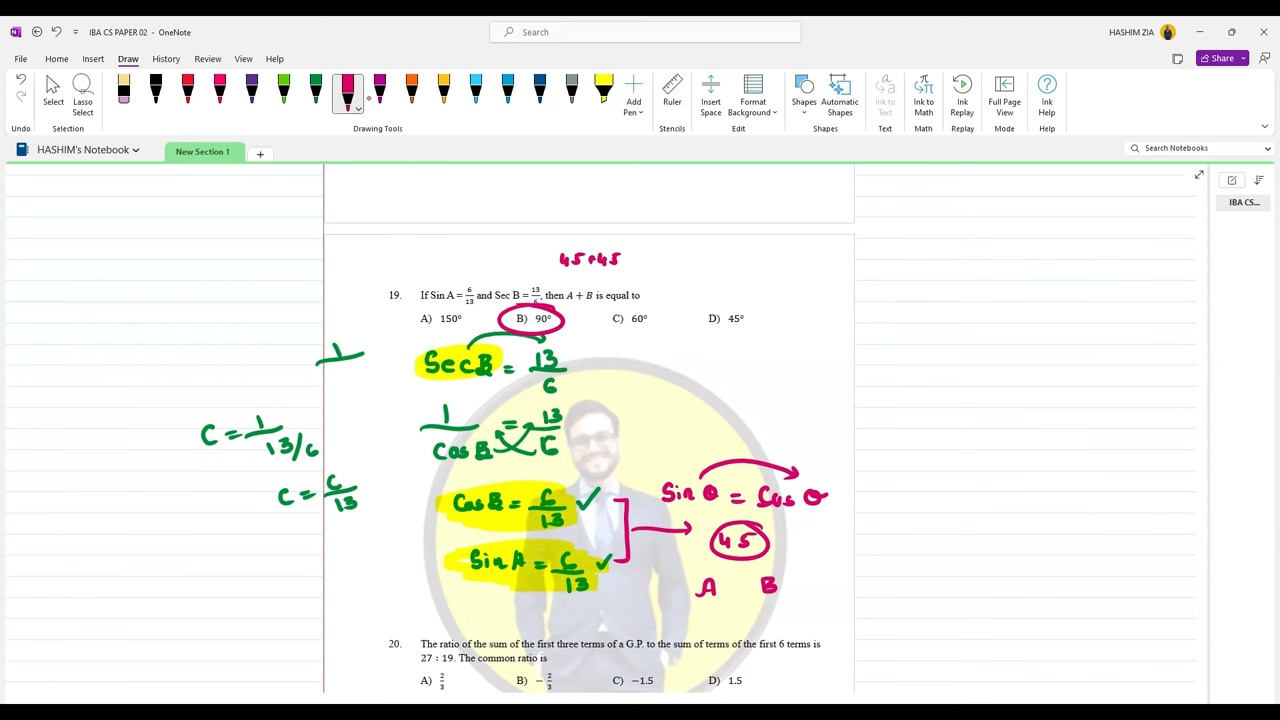 IBA CS PAPER 02 - OneNote
Search
HASHIM ZIA
File Home Insert Draw History Review View Help
Share
Undo
Select
Lasso Select
Selection
Drawing Tools
Add Pen
Ruler
Stencils
Insert Space
Format Background
Edit
Shapes
Automatic Shapes
Shapes
Ink to Text
Text
Ink to Math
Math
Ink Replay
Replay
Full Page View
Mode
Ink Help
Help
HASHIM's Notebook
New Section 1
+
Search Notebooks
IBA CS...
45+45
19. If Sin A = 6/13 and Sec B = 13/6, then A + B is equal to
A) 150° B) 90° C) 60° D) 45°
1
Sec B = 13/6
1/Cos B = 13/6
C = 1/13/6
C = 6/13
Cos B = 6/13 ✓
Sin A = 6/13 ✓
Sin θ = Cos θ
45
A B
20. The ratio of the sum of the first three terms of a G.P. to the sum of terms of the first 6 terms is
27 : 19. The common ratio is
A) 2/3 B) −2/3 C) −1.5 D) 1.5